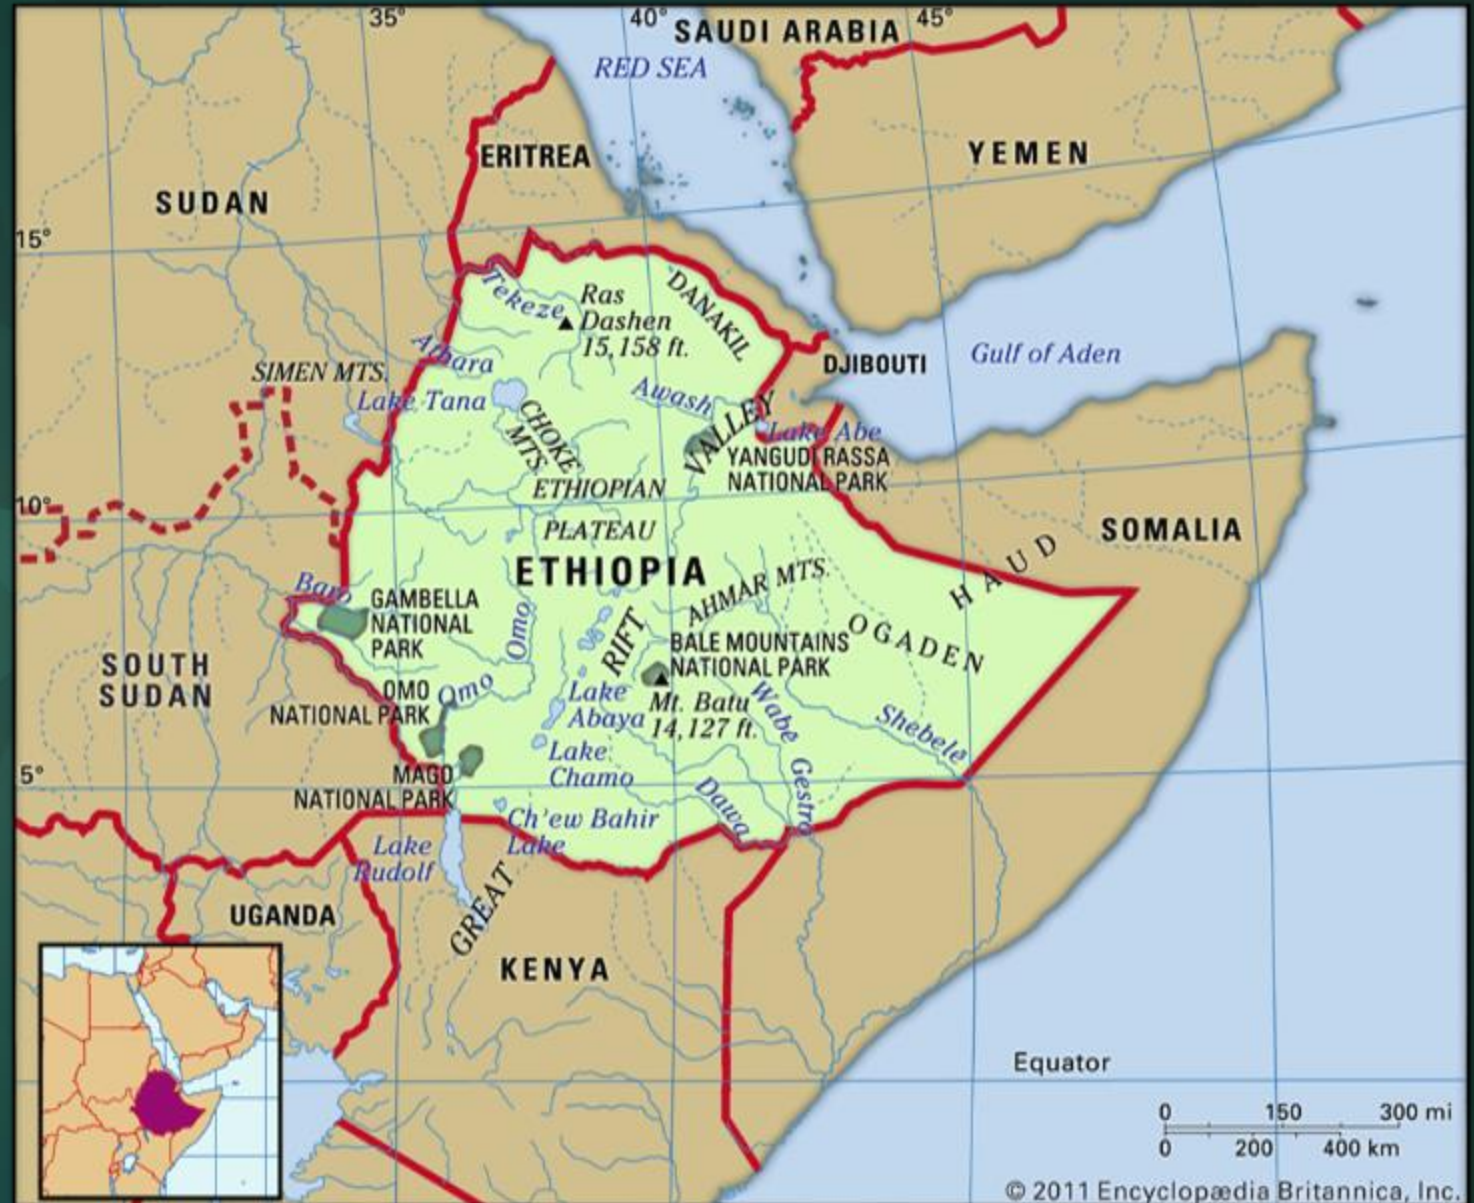 35°
40°
SAUDI ARABIA
45°
RED SEA
ERITREA
YEMEN
SUDAN
15°
Tekeze
Ras
Dashen
15,158 ft.
DANAKIL
Atbara
SIMEN MTS.
Lake Tana
DJIBOUTI
Gulf of Aden
Awash
CHOKE
MTS.
VALLEY
Lake Abe
YANGUDI RASSA
NATIONAL PARK
ETHIOPIAN
PLATEAU
10°
SOMALIA
HAUD
ETHIOPIA
AHMAR MTS.
OGADEN
Baro
GAMBELLA
NATIONAL
PARK
Omo
RIFT
BALE MOUNTAINS
NATIONAL PARK
SOUTH
SUDAN
OMO
NATIONAL PARK
Omo
Lake
Abaya
Mt. Batu
14,127 ft.
Wabe
Shebele
Gestro
Lake
Chamo
5°
MAGO
NATIONAL PARK
Dawa
Ch'ew Bahir
Lake
Lake
Rudolf
GREAT
UGANDA
KENYA
Equator
0 150 300 mi
0 200 400 km
© 2011 Encyclopædia Britannica, Inc.